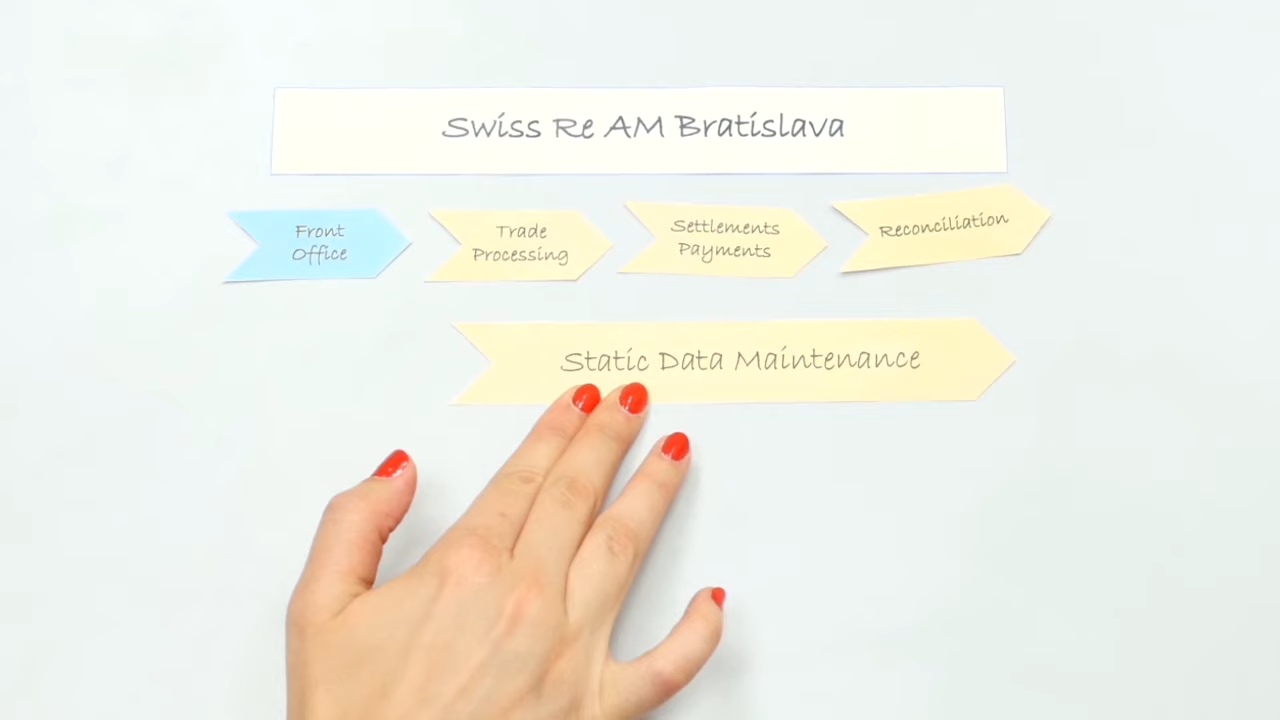 Swiss Re AM Bratislava
Front
Office
Trade
Processing
Settlements
Payments
Reconciliation
Static Data Maintenance